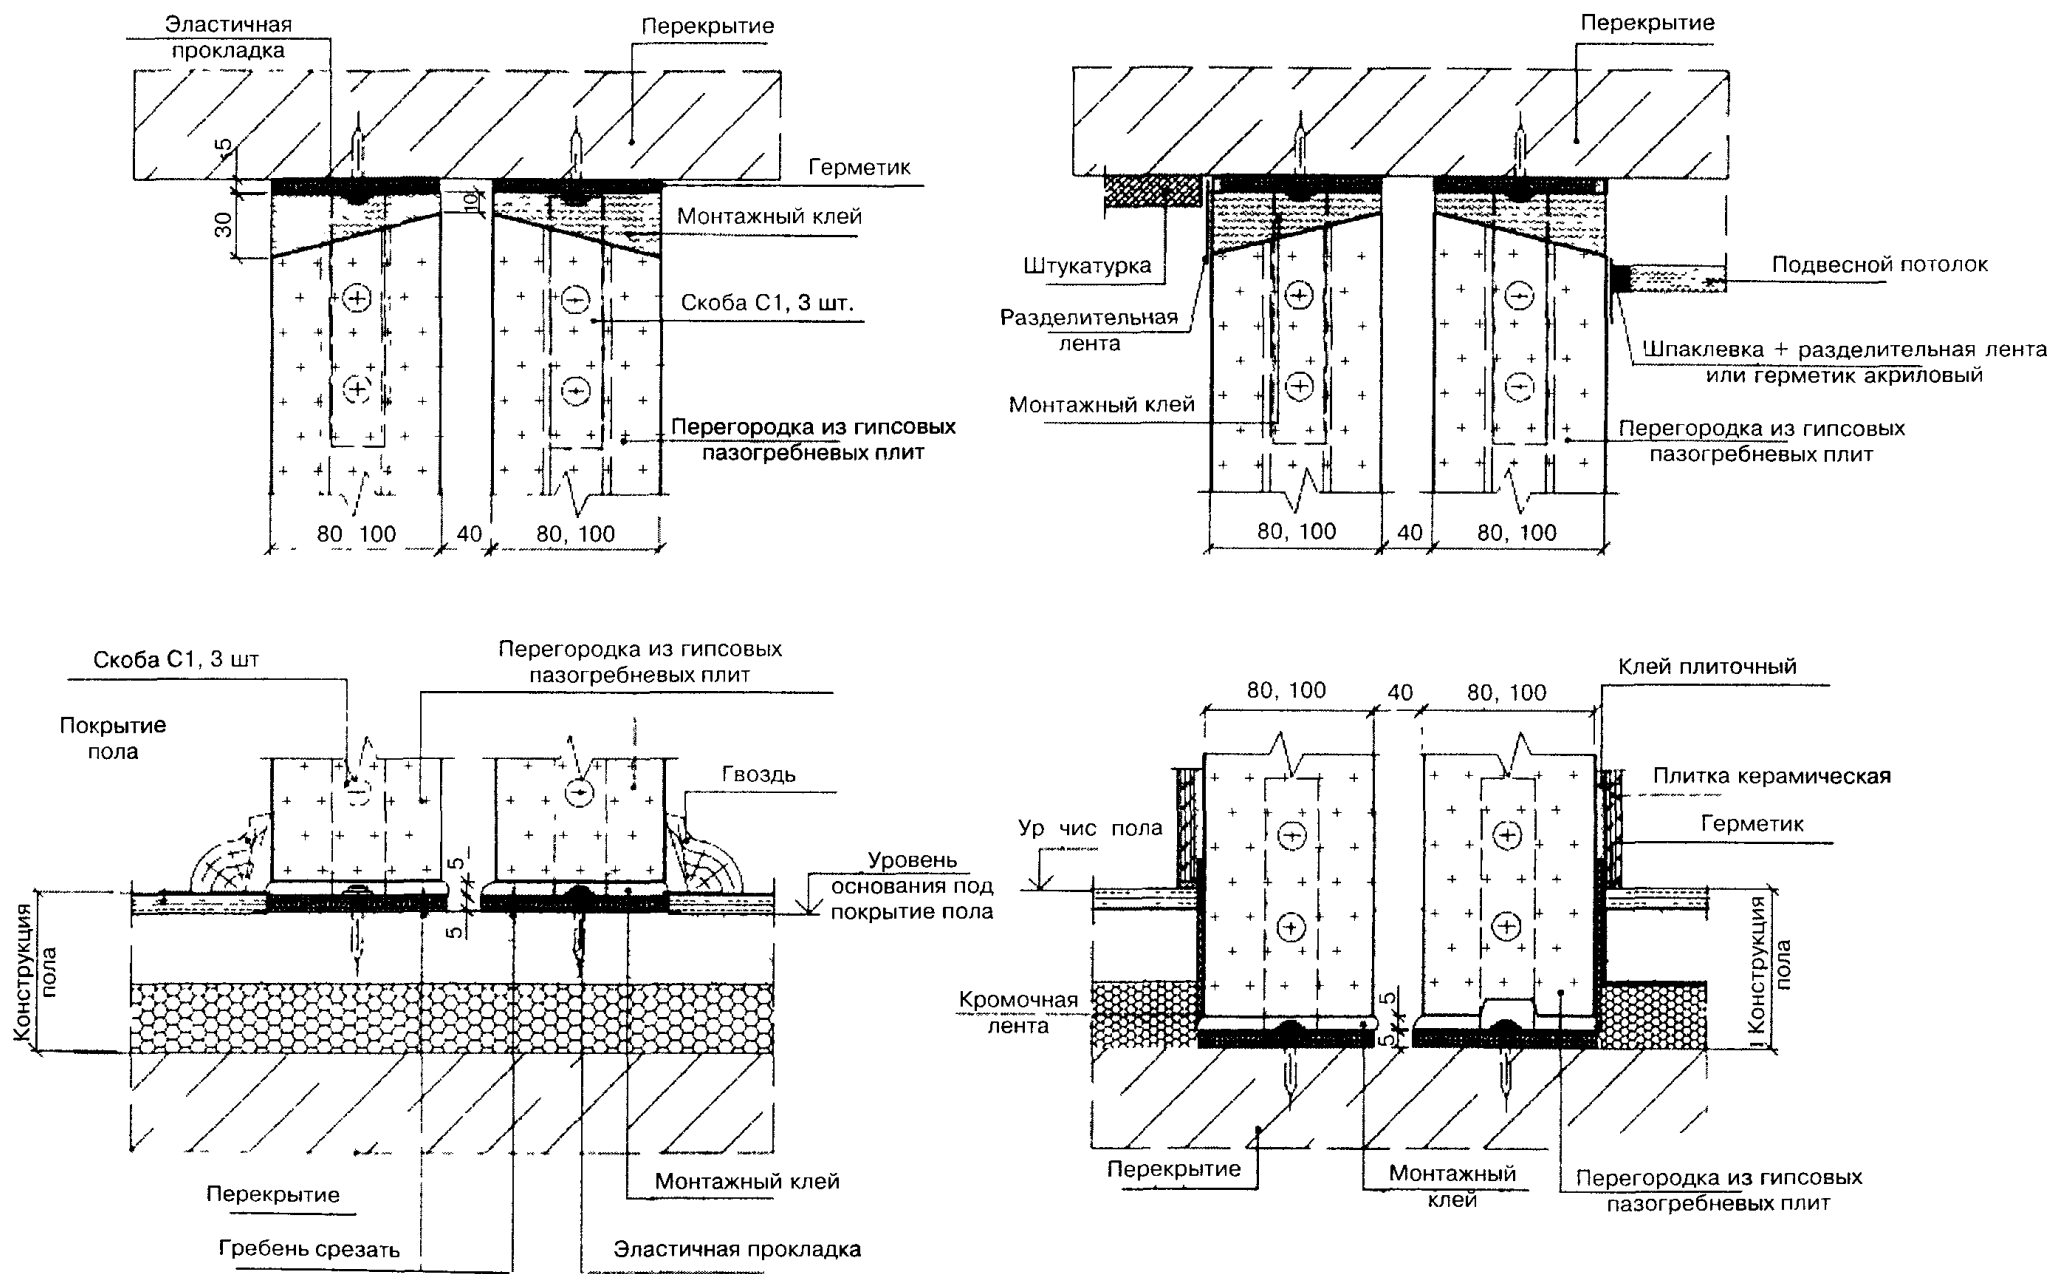 Эластичная
прокладка
Перекрытие
5
Герметик
10
30
Монтажный клей
Скоба С1, 3 шт.
Перегородка из гипсовых
пазогребневых плит
80 100
40
80, 100
Перекрытие
Штукатурка
Подвесной потолок
Разделительная
лента
Шпаклевка + разделительная лента
или герметик акриловый
Монтажный клей
Перегородка из гипсовых
пазогребневых плит
80, 100
40
80, 100
Скоба С1, 3 шт
Перегородка из гипсовых
пазогребневых плит
Покрытие
пола
Гвоздь
5
Уровень
основания под
покрытие пола
5
Конструкция
пола
Монтажный клей
Перекрытие
Гребень срезать
Эластичная прокладка
80, 100
40
80, 100
Клей плиточный
Плитка керамическая
Ур чис пола
Герметик
Конструкция
пола
Кромочная
лента
5
5
Перекрытие
Монтажный
клей
Перегородка из гипсовых
пазогребневых плит